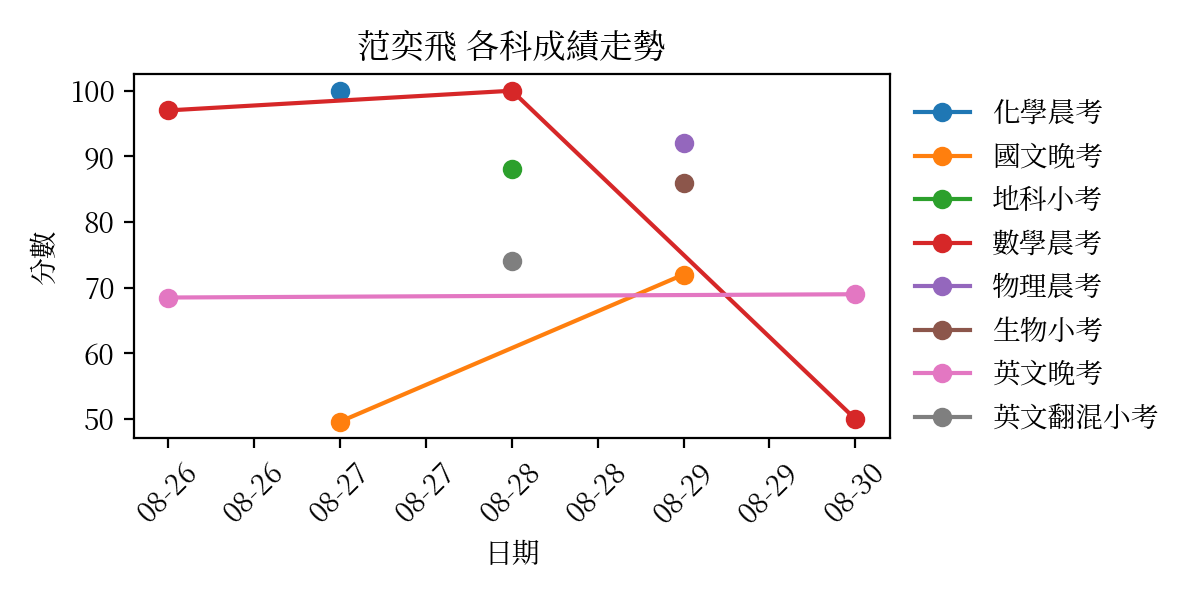 范奕飛 各科成績走勢
分數
100
90
80
70
60
50
08-26
08-26
08-27
08-27
08-28
08-28
08-29
08-29
08-30
日期
化學晨考
國文晚考
地科小考
數學晨考
物理晨考
生物小考
英文晚考
英文翻混小考